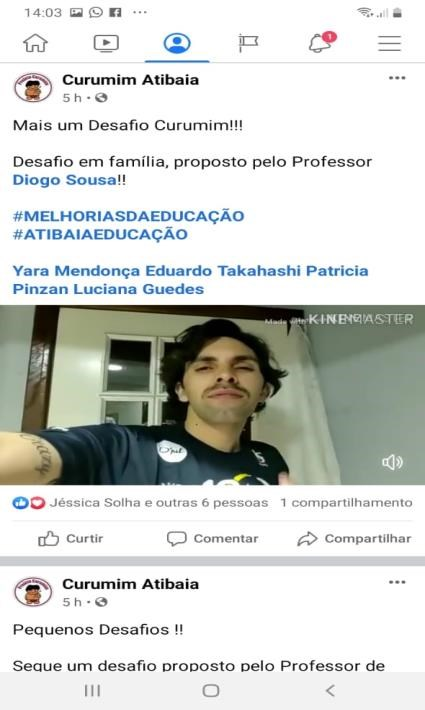 14:03
1
Curumim Atibaia
5 h
Mais um Desafio Curumim!!!
Desafio em família, proposto pelo Professor
Diogo Sousa!!
#MELHORIASDAEDUCAÇÃO
#ATIBAIAEDUCAÇÃO
Yara Mendonça Eduardo Takahashi Patricia
Pinzan Luciana Guedes
Made with KINEMASTER
Jéssica Solha e outras 6 pessoas 1 compartilhamento
Curtir Comentar Compartilhar
Curumim Atibaia
5 h
Pequenos Desafios !!
Segue um desafio proposto pelo Professor de